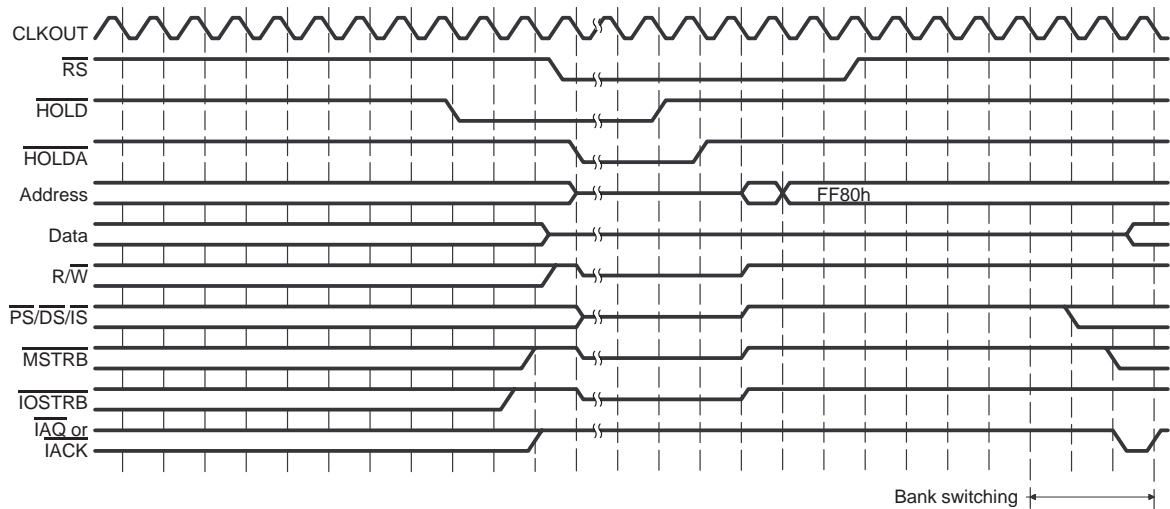 CLKOUT
RS
HOLD
HOLDA
Address
FF80h
Data
R/W
PS/DS/IS
MSTRB
IOSTRB
IAQ or
IACK
Bank switching